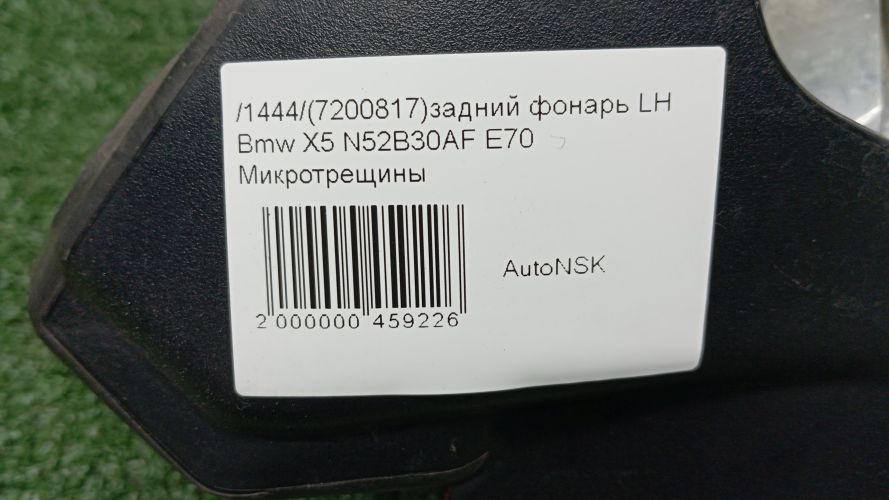 /1444/(7200817)задний фонарь LH
Bmw X5 N52B30AF E70
Микротрещины
AutoNSK
2 000000 459226